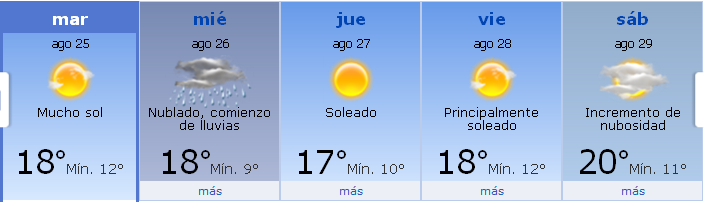 mar
ago 25
Mucho sol
18° Mín. 12°
mié
ago 26
Nublado, comienzo
de lluvias
18° Mín. 9°
más
jue
ago 27
Soleado
17° Mín. 10°
más
vie
ago 28
Principalmente
soleado
18° Mín. 12°
más
sáb
ago 29
Incremento de
nubosidad
20° Mín. 11°
más